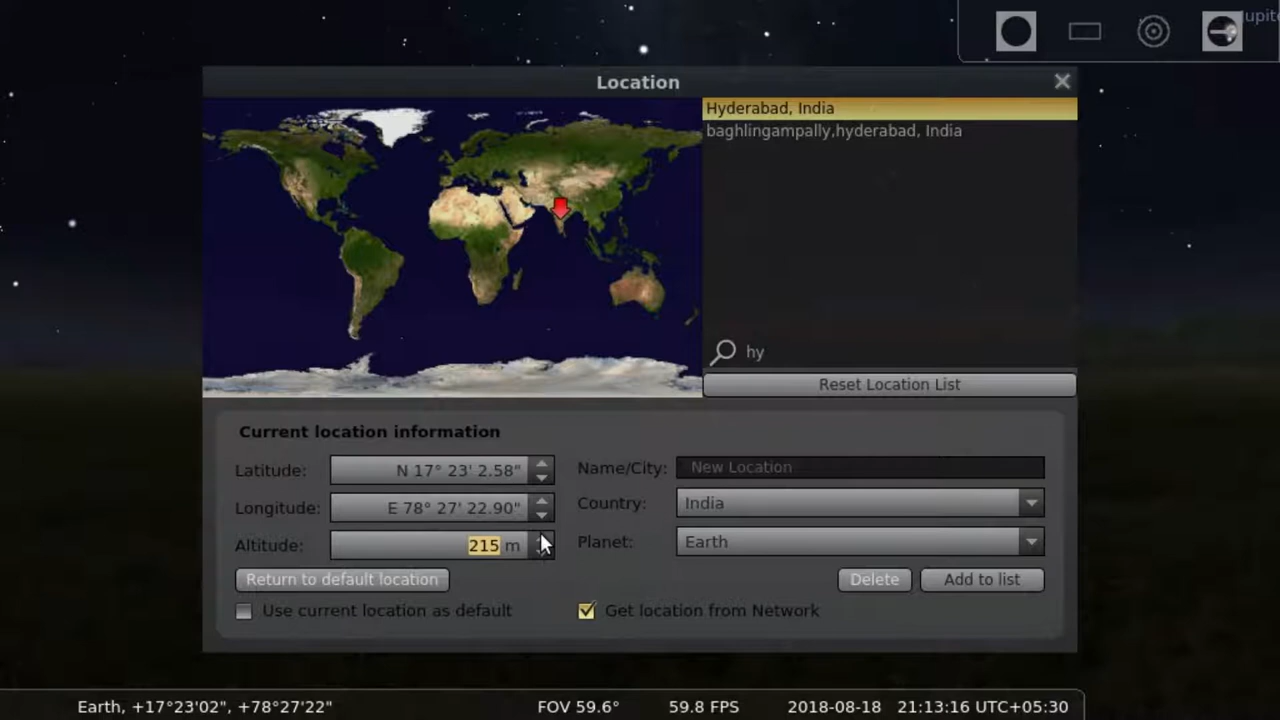 Jupite
Location
Hyderabad, India
baghlingampally,hyderabad, India
hy
Reset Location List
Current location information
Latitude: N 17° 23' 2.58"
Name/City: New Location
Longitude: E 78° 27' 22.90"
Country: India
Altitude: 215 m
Planet: Earth
Return to default location
Delete
Add to list
Use current location as default
Get location from Network
Earth, +17°23'02", +78°27'22" FOV 59.6° 59.8 FPS 2018-08-18 21:13:16 UTC+05:30